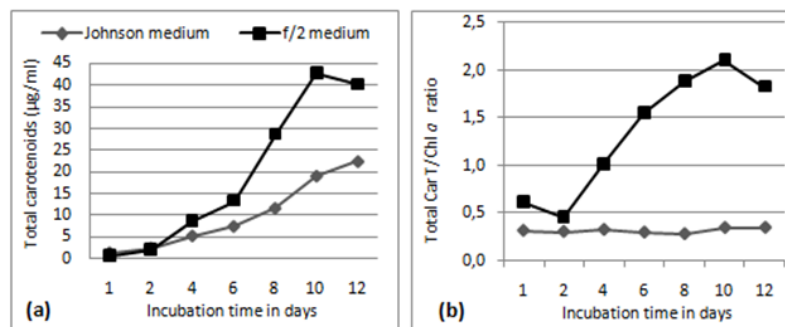 Johnson medium
f/2 medium
Total carotenoids (µg/ml)
45
40
35
30
25
20
15
10
5
0
1 2 4 6 8 10 12
Incubation time in days
(a)
Total CarT/Chl a ratio
2,5
2,0
1,5
1,0
0,5
0,0
1 2 4 6 8 10 12
Incubation time in days
(b)